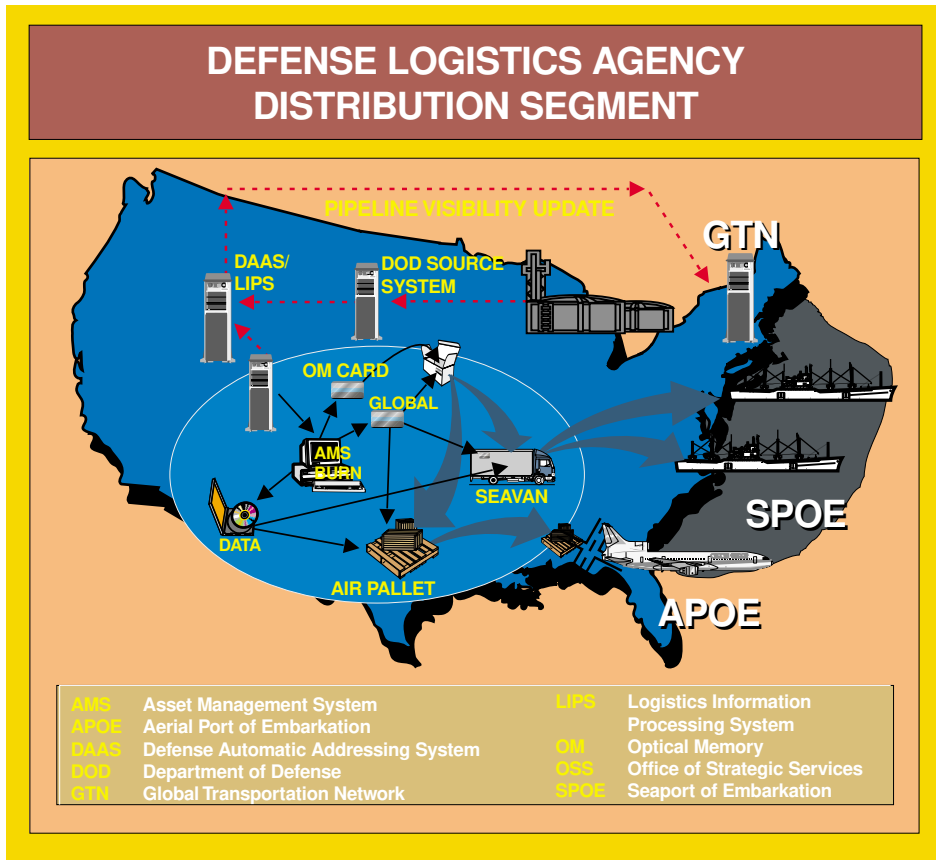 DEFENSE LOGISTICS AGENCY
DISTRIBUTION SEGMENT
PIPELINE VISIBILITY UPDATE
GTN
DAAS/
LIPS
DOD SOURCE
SYSTEM
OM CARD
GLOBAL
AMS
BURN
SEAVAN
DATA
AIR PALLET
SPOE
APOE
AMS Asset Management System
APOE Aerial Port of Embarkation
DAAS Defense Automatic Addressing System
DOD Department of Defense
GTN Global Transportation Network
LIPS Logistics Information
Processing System
OM Optical Memory
OSS Office of Strategic Services
SPOE Seaport of Embarkation